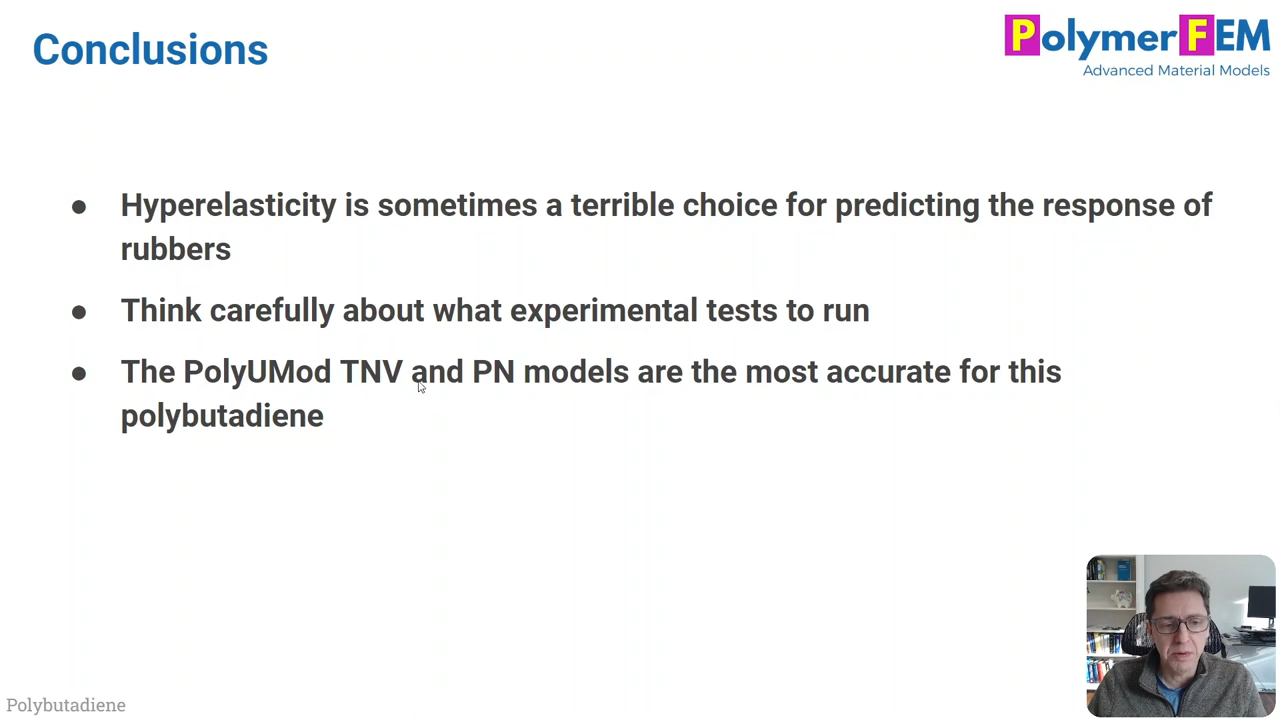 Conclusions
PolymerFEM
Advanced Material Models
● Hyperelasticity is sometimes a terrible choice for predicting the response of
rubbers
● Think carefully about what experimental tests to run
● The PolyUMod TNV and PN models are the most accurate for this
polybutadiene
Polybutadiene